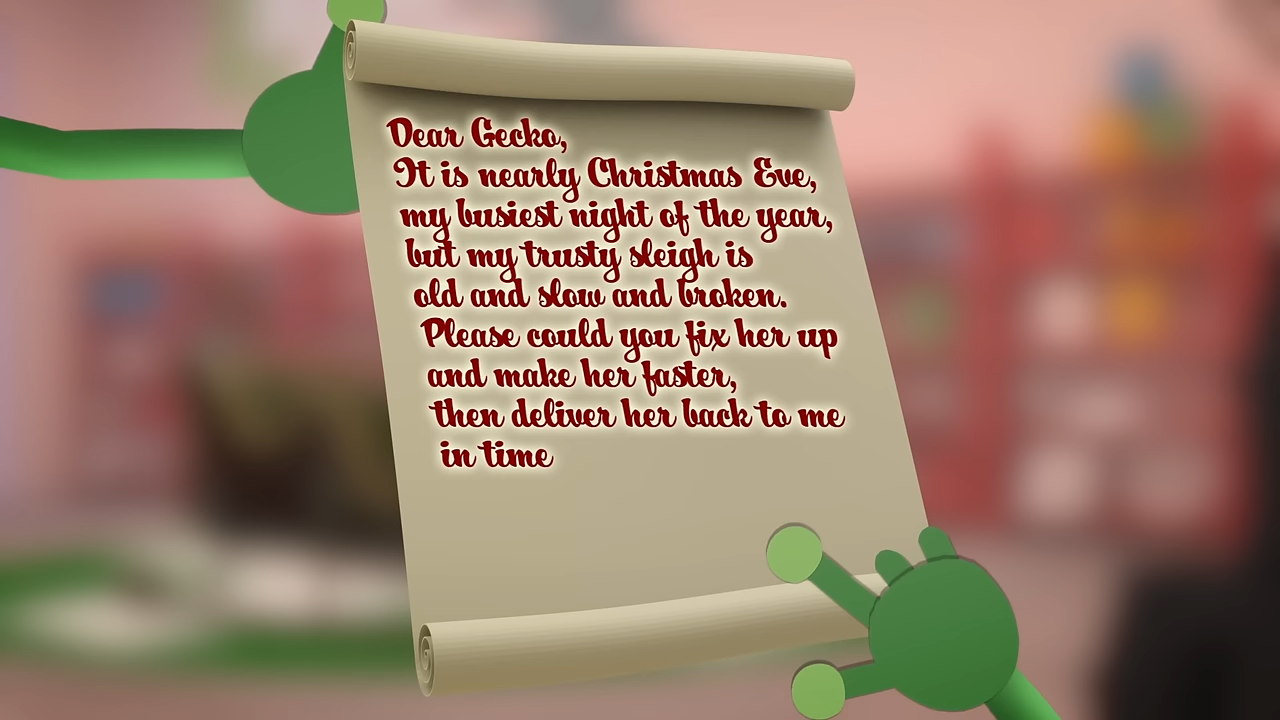 Dear Gecko,
It is nearly Christmas Eve,
my busiest night of the year,
but my trusty sleigh is
old and slow and broken.
Please could you fix her up
and make her faster,
then deliver her back to me
in time